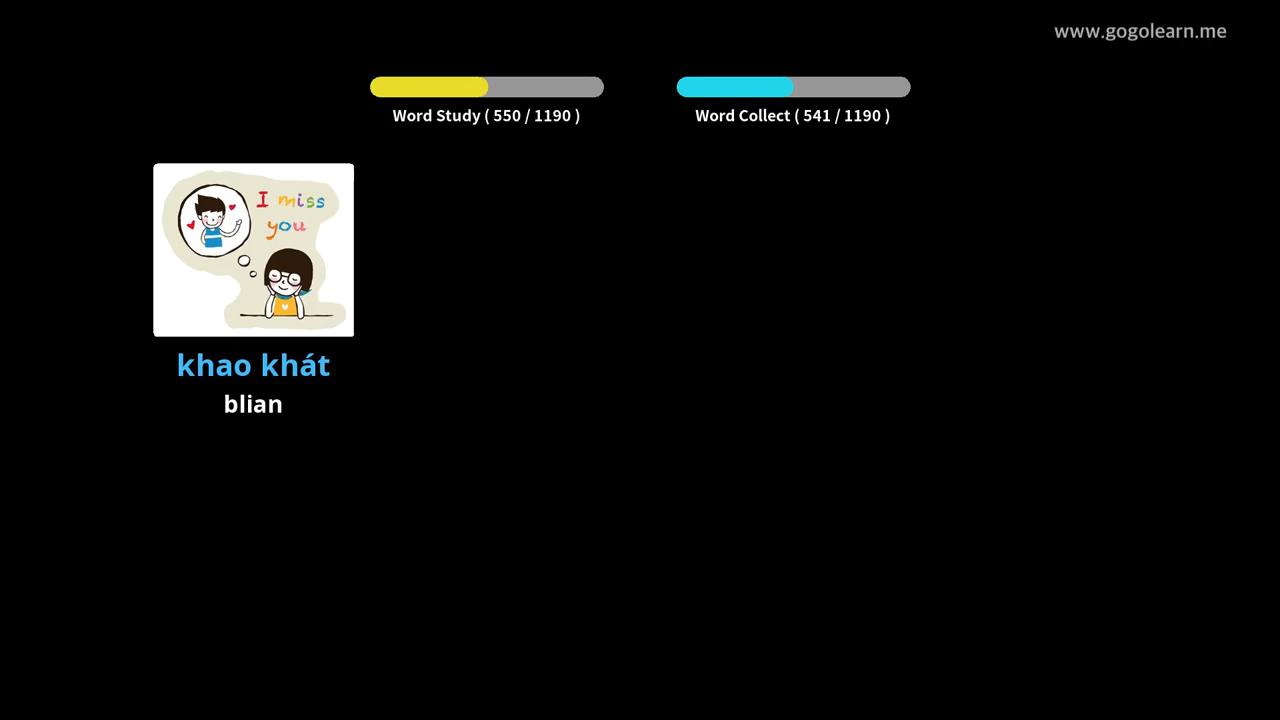 www.gogolearn.me
Word Study ( 550 / 1190 )
Word Collect ( 541 / 1190 )
I miss
you
khao khát
blian